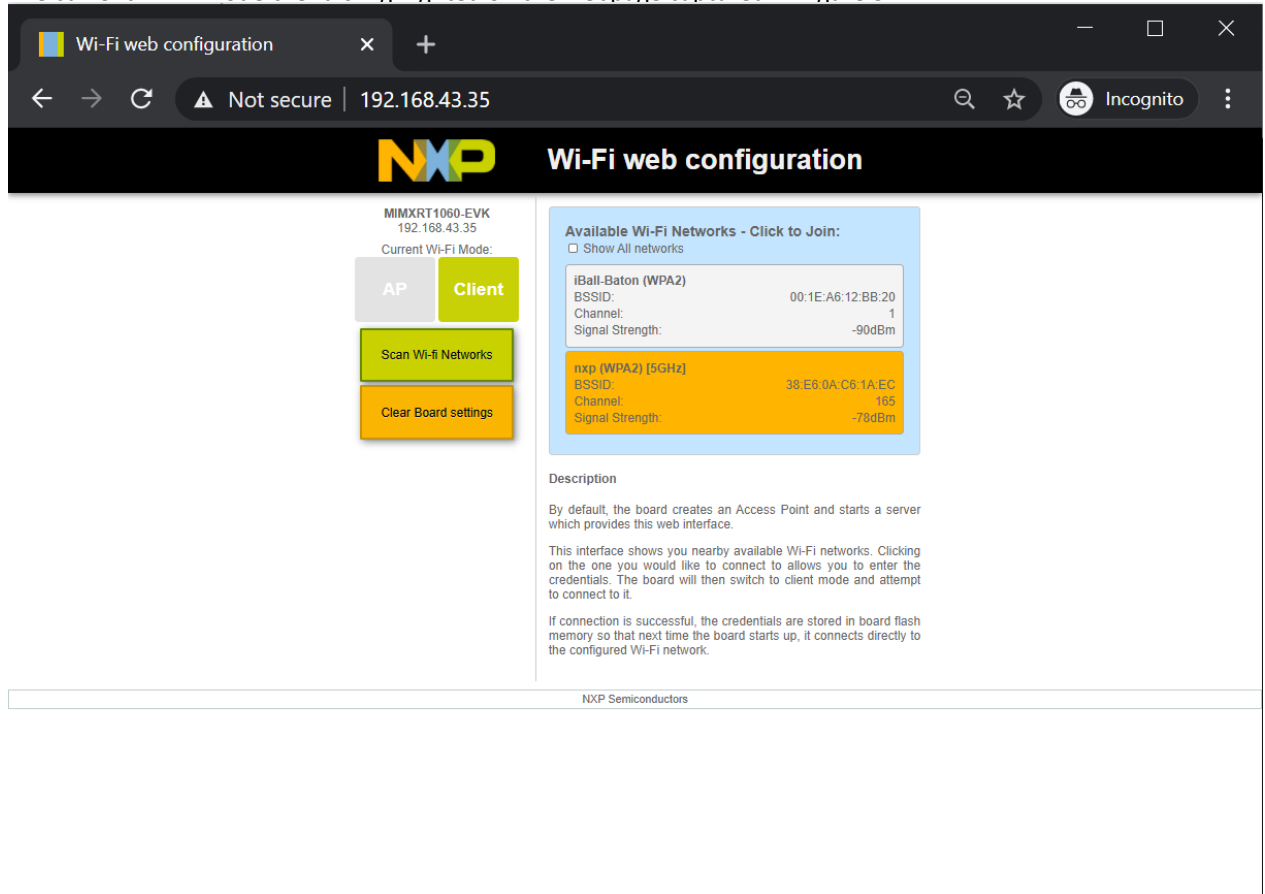 Wi-Fi web configuration
Not secure | 192.168.43.35
Incognito
NXP
Wi-Fi web configuration
MIMXRT1060-EVK
192.168.43.35
Current Wi-Fi Mode:
AP
Client
Scan Wi-fi Networks
Clear Board settings
Available Wi-Fi Networks - Click to Join:
Show All networks
iBall-Baton (WPA2)
BSSID: 00:1E:A6:12:BB:20
Channel: 1
Signal Strength: -90dBm
nxp (WPA2) [5GHz]
BSSID: 38:E6:0A:C6:1A:EC
Channel: 165
Signal Strength: -78dBm
Description
By default, the board creates an Access Point and starts a server
which provides this web interface.
This interface shows you nearby available Wi-Fi networks. Clicking
on the one you would like to connect to allows you to enter the
credentials. The board will then switch to client mode and attempt
to connect to it.
If connection is successful, the credentials are stored in board flash
memory so that next time the board starts up, it connects directly to
the configured Wi-Fi network.
NXP Semiconductors